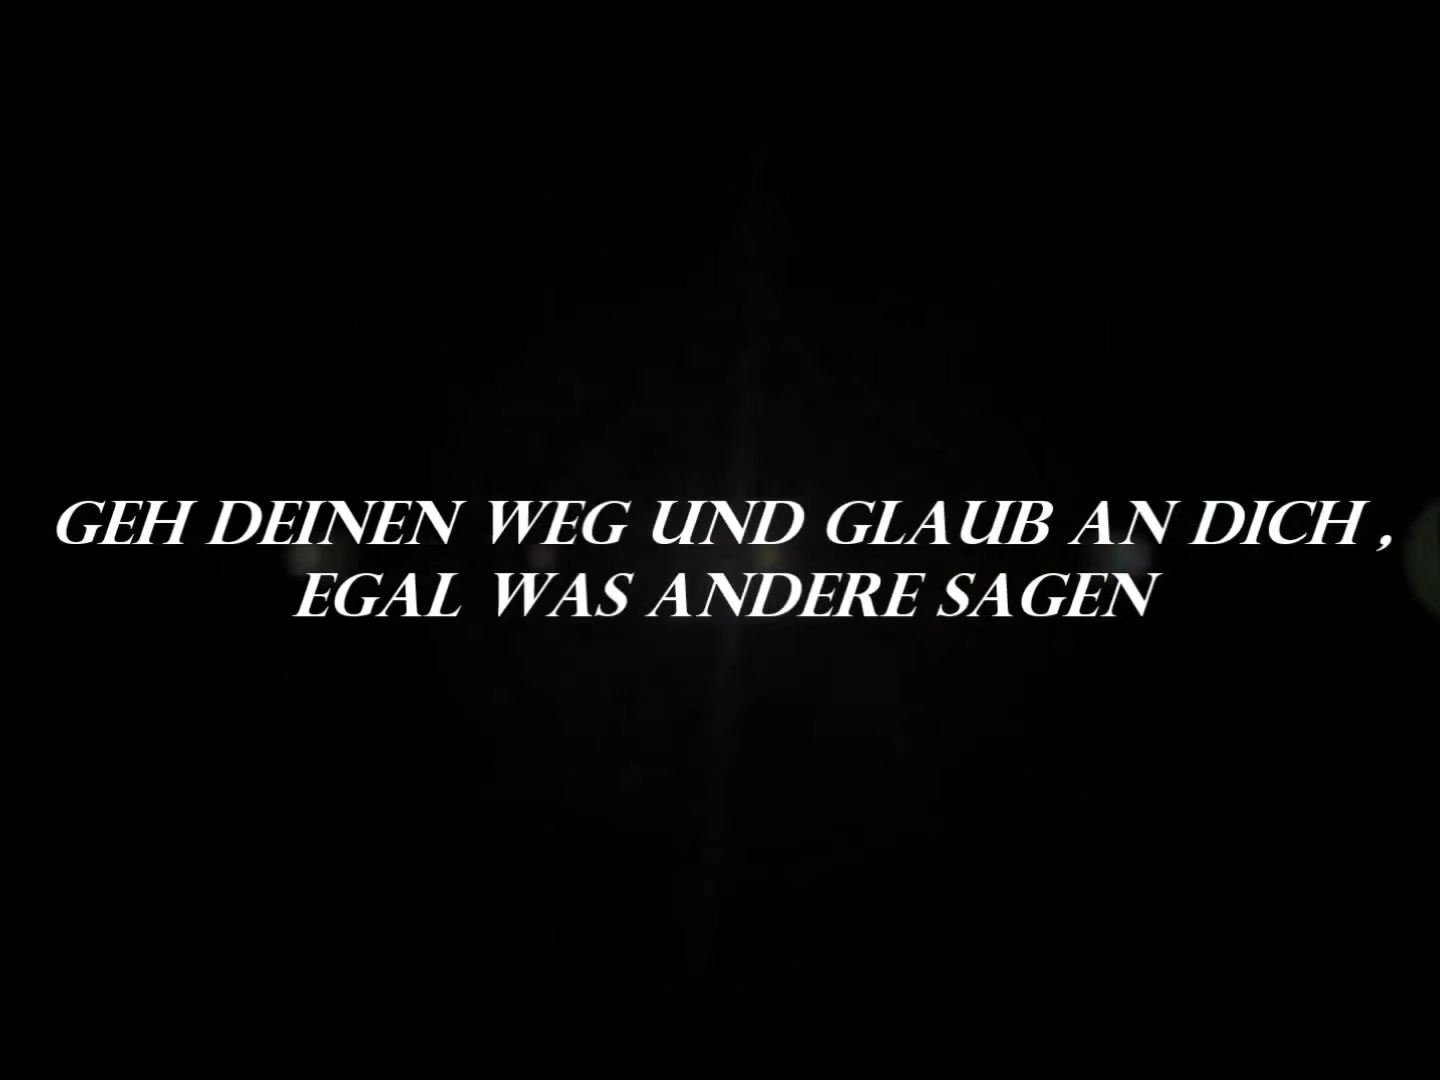 GEH DEINEN WEG UND GLAUB AN DICH ,
EGAL WAS ANDERE SAGEN